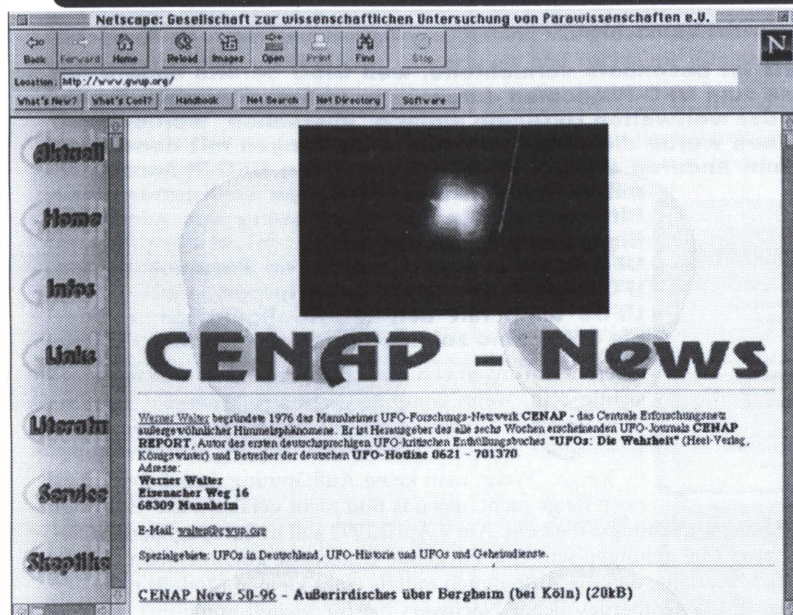 Netscape: Gesellschaft zur wissenschaftlichen Untersuchung von Parawissenschaften e.V.
Back Forward Home Reload Images Open Print Find Stop
N
Location: http://www.gwup.org/
What's New? What's Cool? Handbook Net Search Net Directory Software
Aktuell
Home
Infos
Links
Literatur
Service
Skeptiker
CENAP - News
Werner Walter begründete 1976 das Mannheimer UFO-Forschungs-Netzwerk CENAP - das Centrale Erforschungsnetz
außergewöhnlicher Himmelsphänomene. Er ist Herausgeber des alle sechs Wochen erscheinenden UFO-Journals CENAP
REPORT, Autor des ersten deutschsprachigen UFO-kritischen Enthüllungsbuches "UFOs: Die Wahrheit" (Heel-Verlag,
Königswinter) und Betreiber der deutschen UFO-Hotline 0621 - 701370.
Adresse:
Werner Walter
Eisenacher Weg 16
68309 Mannheim
E-Mail: walter@gwup.org
Spezialgebiete: UFOs in Deutschland, UFO-Historie und UFOs und Geheimdienste.
CENAP News 50-96 - Außerirdisches über Bergheim (bei Köln) (20kB)